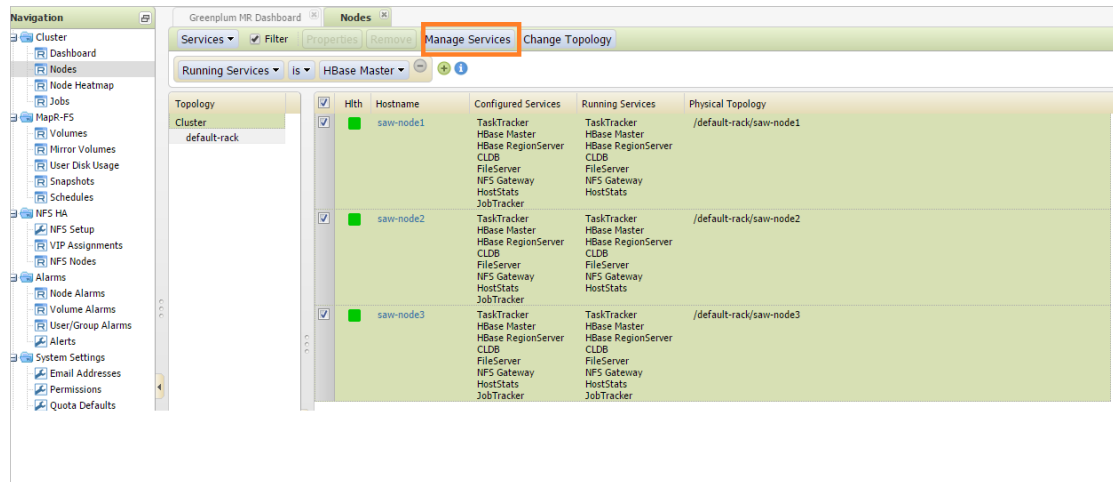 Navigation
Cluster
Dashboard
Nodes
Node Heatmap
Jobs
MapR-FS
Volumes
Mirror Volumes
User Disk Usage
Snapshots
Schedules
NFS HA
NFS Setup
VIP Assignments
NFS Nodes
Alarms
Node Alarms
Volume Alarms
User/Group Alarms
Alerts
System Settings
Email Addresses
Permissions
Quota Defaults
Greenplum MR Dashboard Nodes
Services Filter Properties Remove Manage Services Change Topology
Running Services is HBase Master
Topology
Cluster
default-rack
Hlth Hostname Configured Services Running Services Physical Topology
saw-node1 TaskTracker TaskTracker /default-rack/saw-node1
HBase Master HBase Master
HBase RegionServer HBase RegionServer
CLDB CLDB
FileServer FileServer
NFS Gateway NFS Gateway
HostStats HostStats
JobTracker
saw-node2 TaskTracker TaskTracker /default-rack/saw-node2
HBase Master HBase Master
HBase RegionServer HBase RegionServer
CLDB CLDB
FileServer FileServer
NFS Gateway NFS Gateway
HostStats HostStats
JobTracker
saw-node3 TaskTracker TaskTracker /default-rack/saw-node3
HBase Master HBase Master
HBase RegionServer HBase RegionServer
CLDB CLDB
FileServer FileServer
NFS Gateway NFS Gateway
HostStats HostStats
JobTracker JobTracker